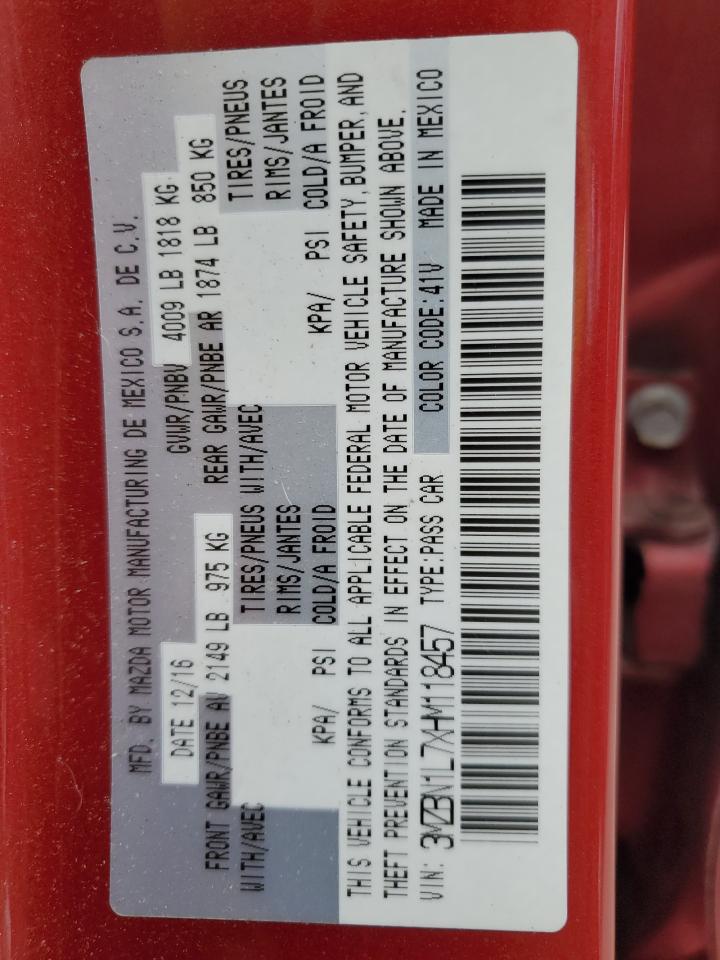 MFD. BY MAZDA MOTOR MANUFACTURING DE MEXICO S.A. DE C.V.
DATE 12/16 GVWR/PNBV 4009 LB 1818 KG
FRONT GAWR/PNBE AV 2149 LB 975 KG REAR GAWR/PNBE AR 1874 LB 850 KG
WITH/AVEC TIRES/PNEUS WITH/AVEC TIRES/PNEUS
RIMS/JANTES RIMS/JANTES
KPA/ PSI COLD/A FROID KPA/ PSI COLD/A FROID
THIS VEHICLE CONFORMS TO ALL APPLICABLE FEDERAL MOTOR VEHICLE SAFETY, BUMPER, AND
THEFT PREVENTION STANDARDS IN EFFECT ON THE DATE OF MANUFACTURE SHOWN ABOVE.
VIN: 3MZBN1L7XHM118457 TYPE:PASS CAR COLOR CODE:41V MADE IN MEXICO